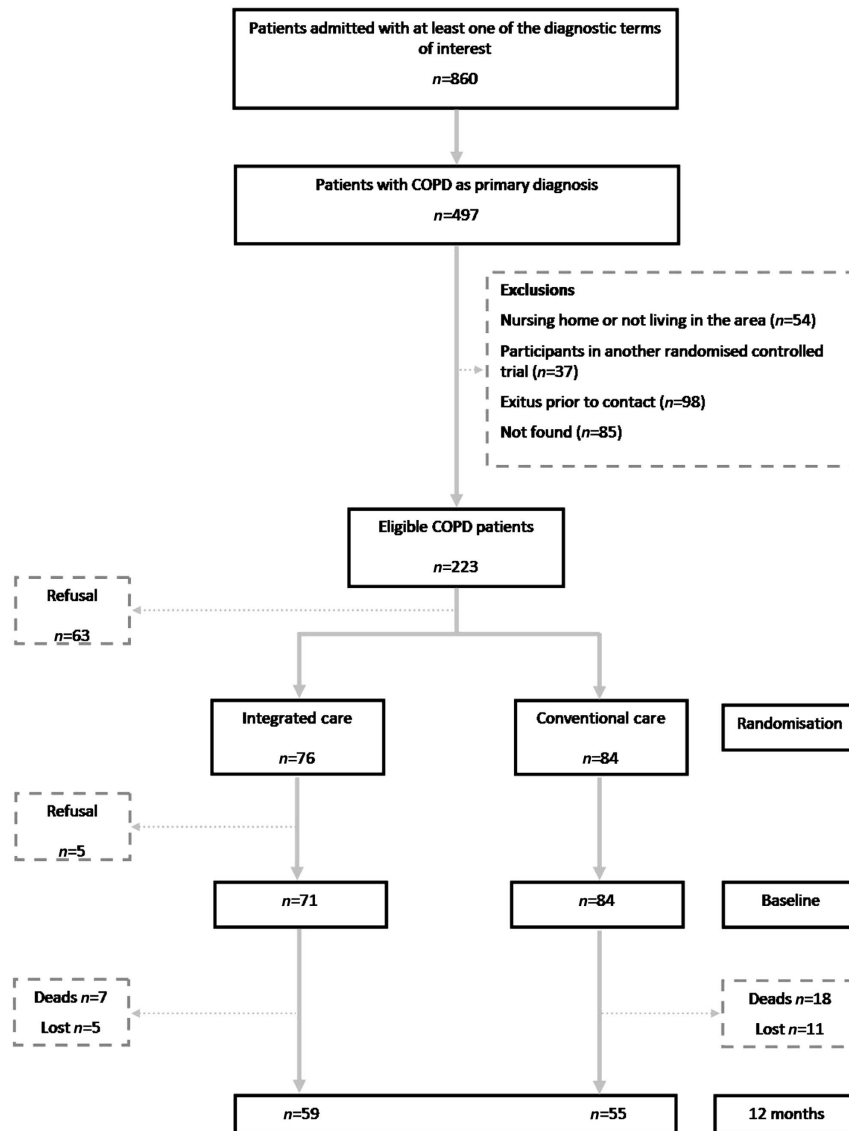 Patients admitted with at least one of the diagnostic terms
of interest
n=860
Patients with COPD as primary diagnosis
n=497
Exclusions
Nursing home or not living in the area (n=54)
Participants in another randomised controlled
trial (n=37)
Exitus prior to contact (n=98)
Not found (n=85)
Eligible COPD patients
n=223
Refusal
n=63
Integrated care
n=76
Conventional care
n=84
Randomisation
Refusal
n=5
n=71
n=84
Baseline
Deads n=7
Lost n=5
Deads n=18
Lost n=11
n=59
n=55
12 months